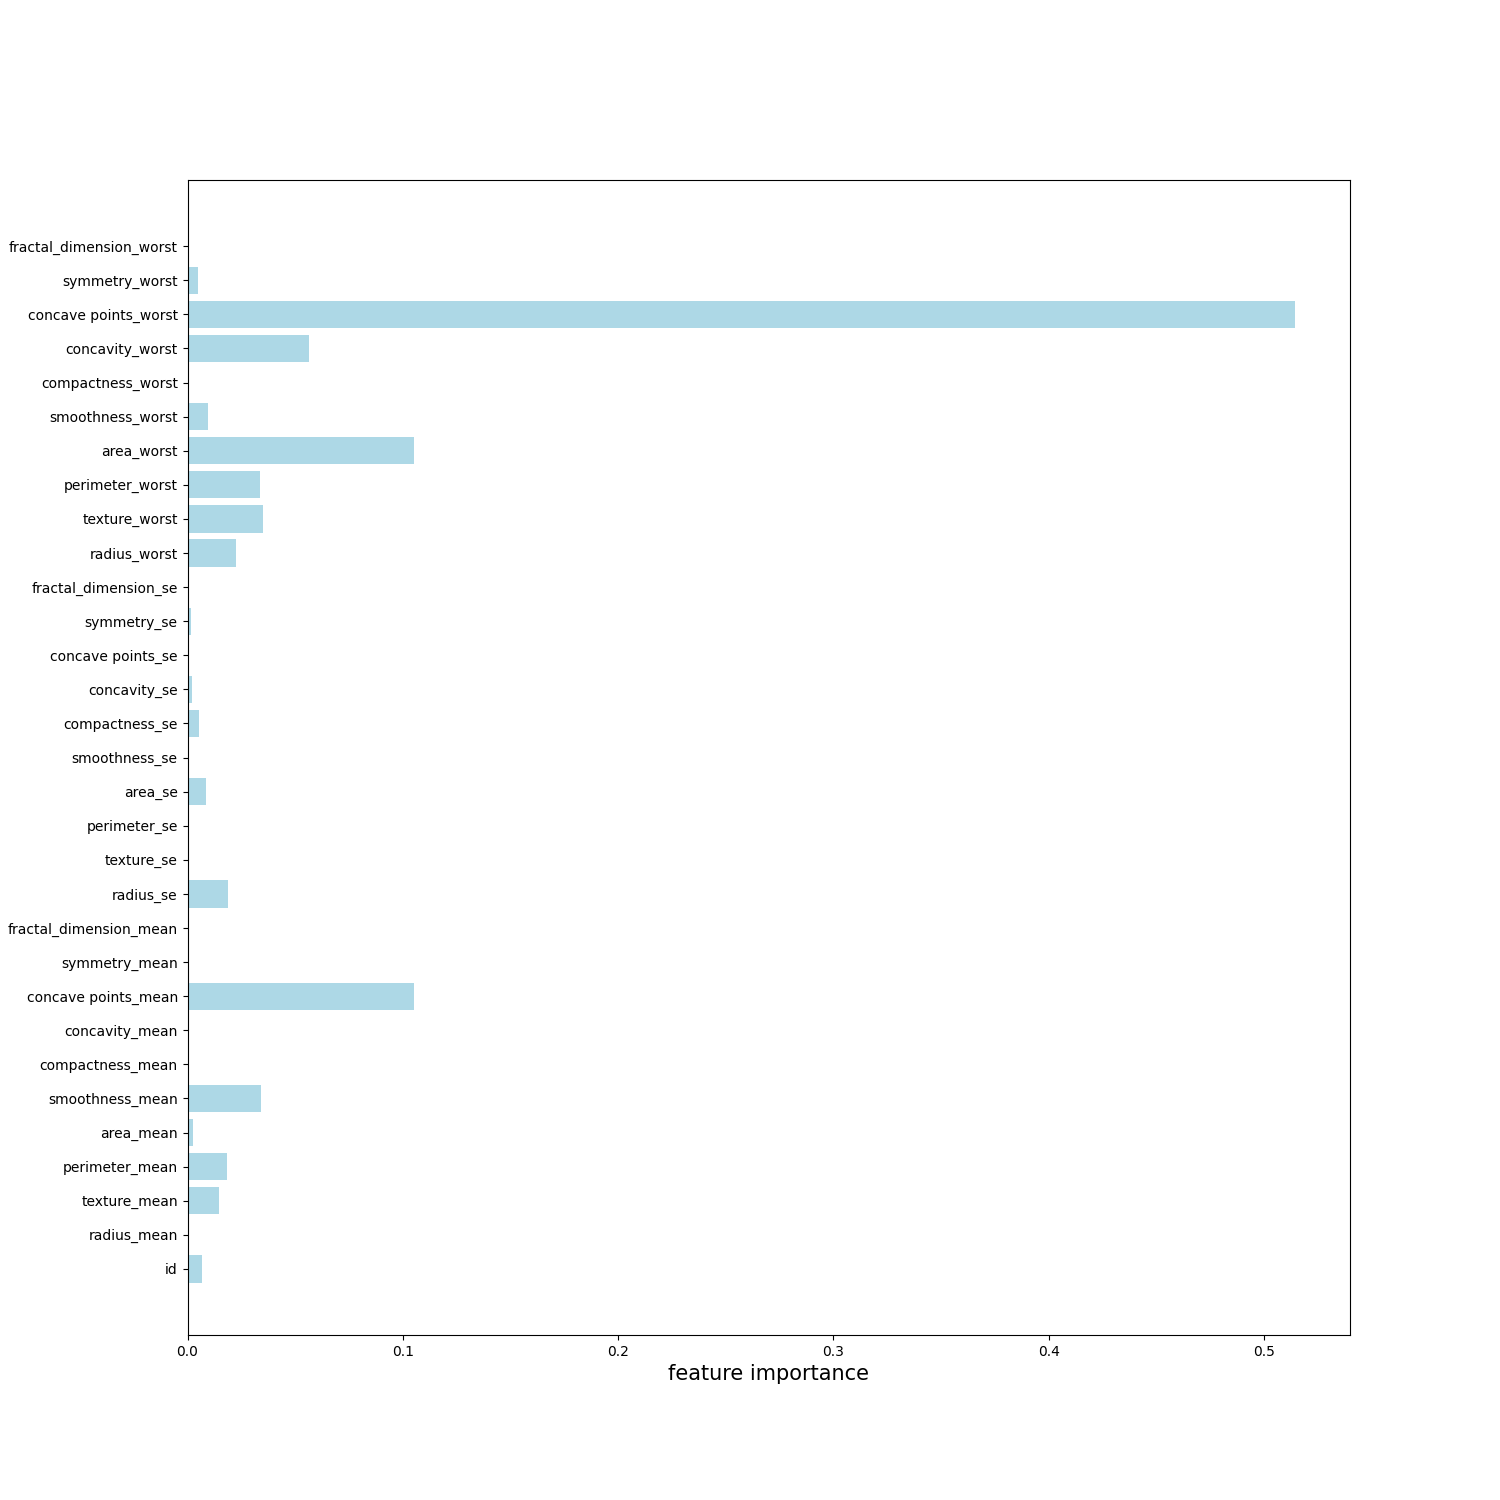 fractal_dimension_worst
symmetry_worst
concave points_worst
concavity_worst
compactness_worst
smoothness_worst
area_worst
perimeter_worst
texture_worst
radius_worst
fractal_dimension_se
symmetry_se
concave points_se
concavity_se
compactness_se
smoothness_se
area_se
perimeter_se
texture_se
radius_se
fractal_dimension_mean
symmetry_mean
concave points_mean
concavity_mean
compactness_mean
smoothness_mean
area_mean
perimeter_mean
texture_mean
radius_mean
id
0.0 0.1 0.2 0.3 0.4 0.5
feature importance